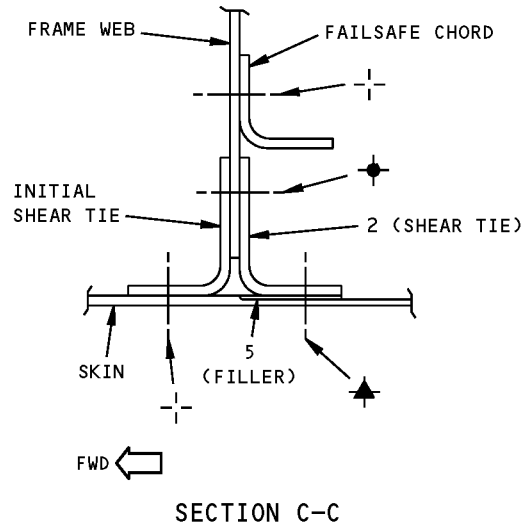 FRAME WEB
FAILSAFE CHORD
INITIAL
SHEAR TIE
2 (SHEAR TIE)
SKIN
5
(FILLER)
FWD
SECTION C-C